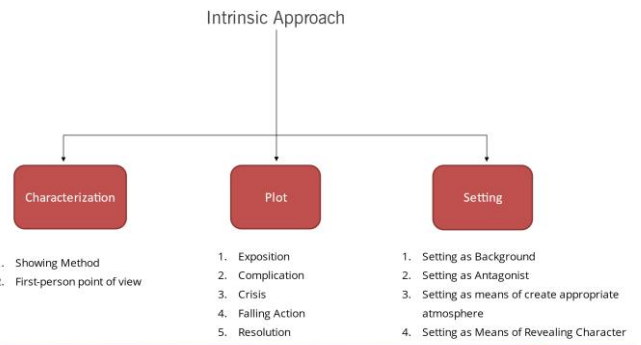 Intrinsic Approach
Characterization
Plot
Setting
. Showing Method
. First-person point of view
1. Exposition
2. Complication
3. Crisis
4. Falling Action
5. Resolution
1. Setting as Background
2. Setting as Antagonist
3. Setting as means of create appropriate
atmosphere
4. Setting as Means of Revealing Character